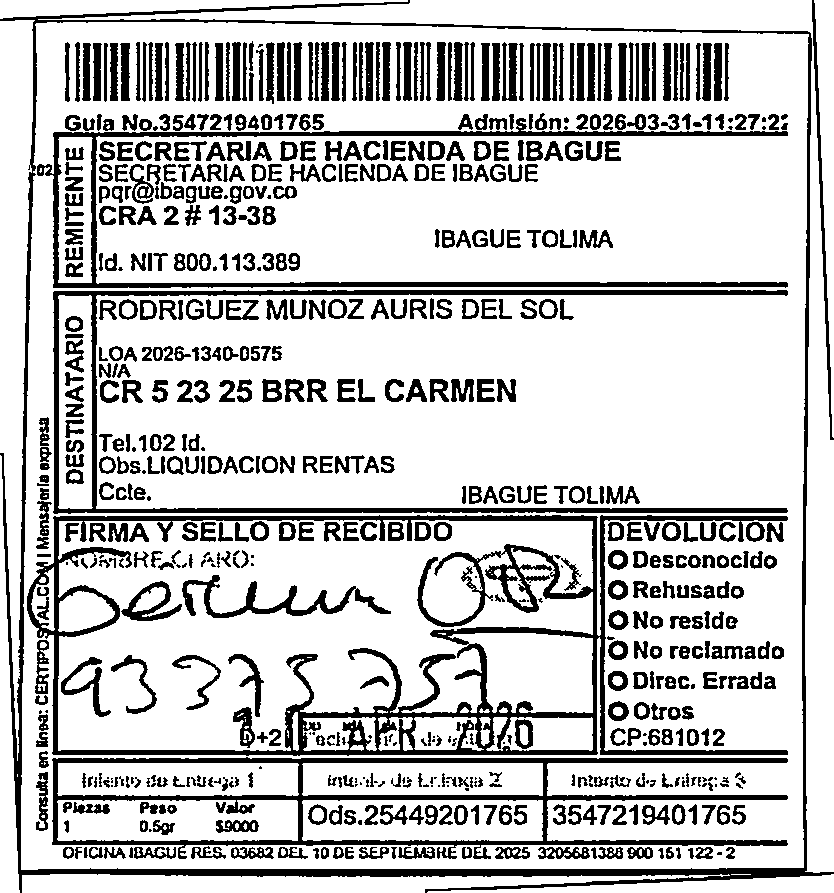 Guia No.3547219401765 Admisión: 2026-03-31-11:27:22
REMITENTE
SECRETARIA DE HACIENDA DE IBAGUE
SECRETARIA DE HACIENDA DE IBAGUE
pqr@ibague.gov.co
CRA 2 # 13-38
IBAGUE TOLIMA
Id. NIT 800.113.389
DESTINATARIO
RODRIGUEZ MUNOZ AURIS DEL SOL
LOA 2026-1340-0575
N/A
CR 5 23 25 BRR EL CARMEN
Tel.102 Id.
Obs.LIQUIDACION RENTAS
Ccte. IBAGUE TOLIMA
Consulta en linea: CERTIPOSTAL.COM | Mensajeria expresa
FIRMA Y SELLO DE RECIBIDO
NOMBRE CLARO:
93375757
D+2
APR 2026
DEVOLUCION
Desconocido
Rehusado
No reside
No reclamado
Direc. Errada
Otros
CP:681012
Intento de Entrega 1 Intento de Entrega 2 Intento de Entrega 3
Piezas Peso Valor
1 0.5gr $9000
Ods.25449201765 3547219401765
OFICINA IBAGUE RES. 03682 DEL 10 DE SEPTIEMBRE DEL 2025 3205681388 900 151 122 - 2